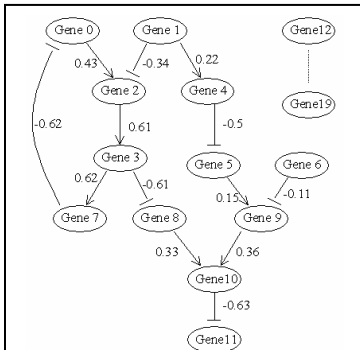 Gene 0 Gene 1 Gene12
0.43 -0.34 0.22
Gene 2 Gene 4 Gene19
-0.62 0.61 -0.5
Gene 3 Gene 5 Gene 6
0.62 -0.61 0.15 -0.11
Gene 7 Gene 8 Gene 9
0.33 0.36
Gene10
-0.63
Gene11